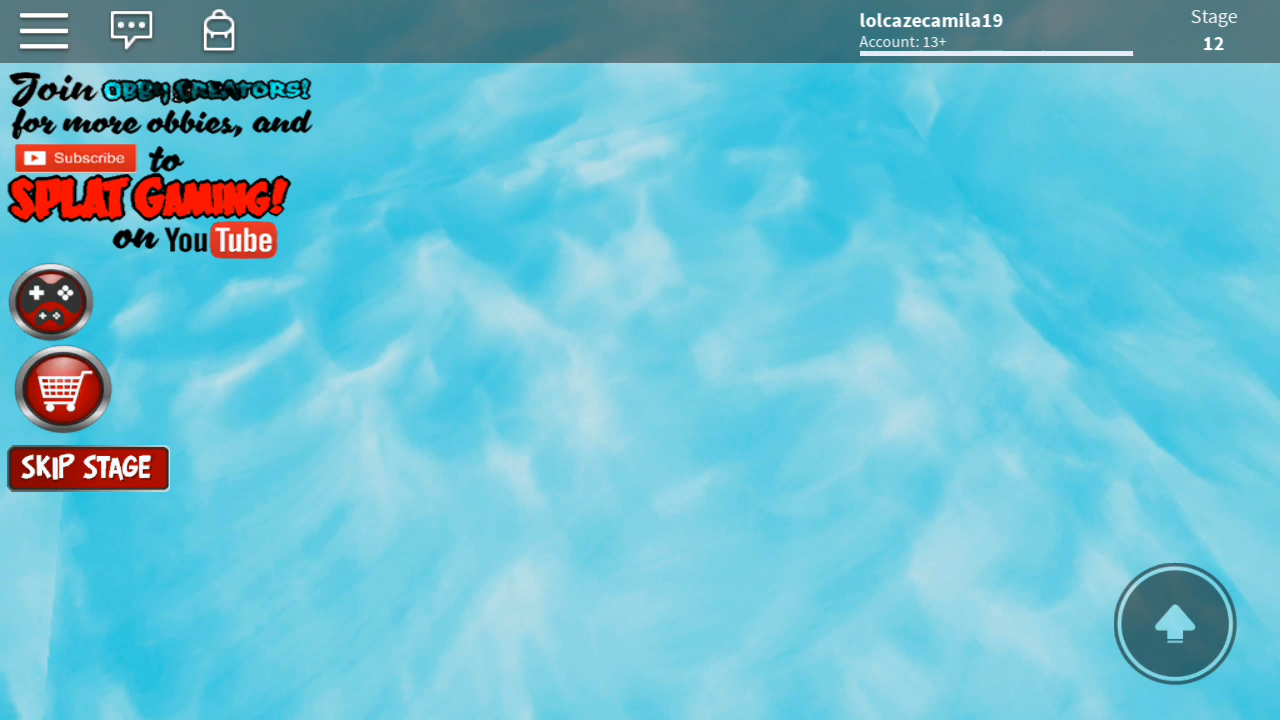 lolcazecamila19
Account: 13+
Stage
12
Join OBBY CREATORS!
for more obbies, and
Subscribe to
SPLAT GAMING!
on YouTube
SKIP STAGE